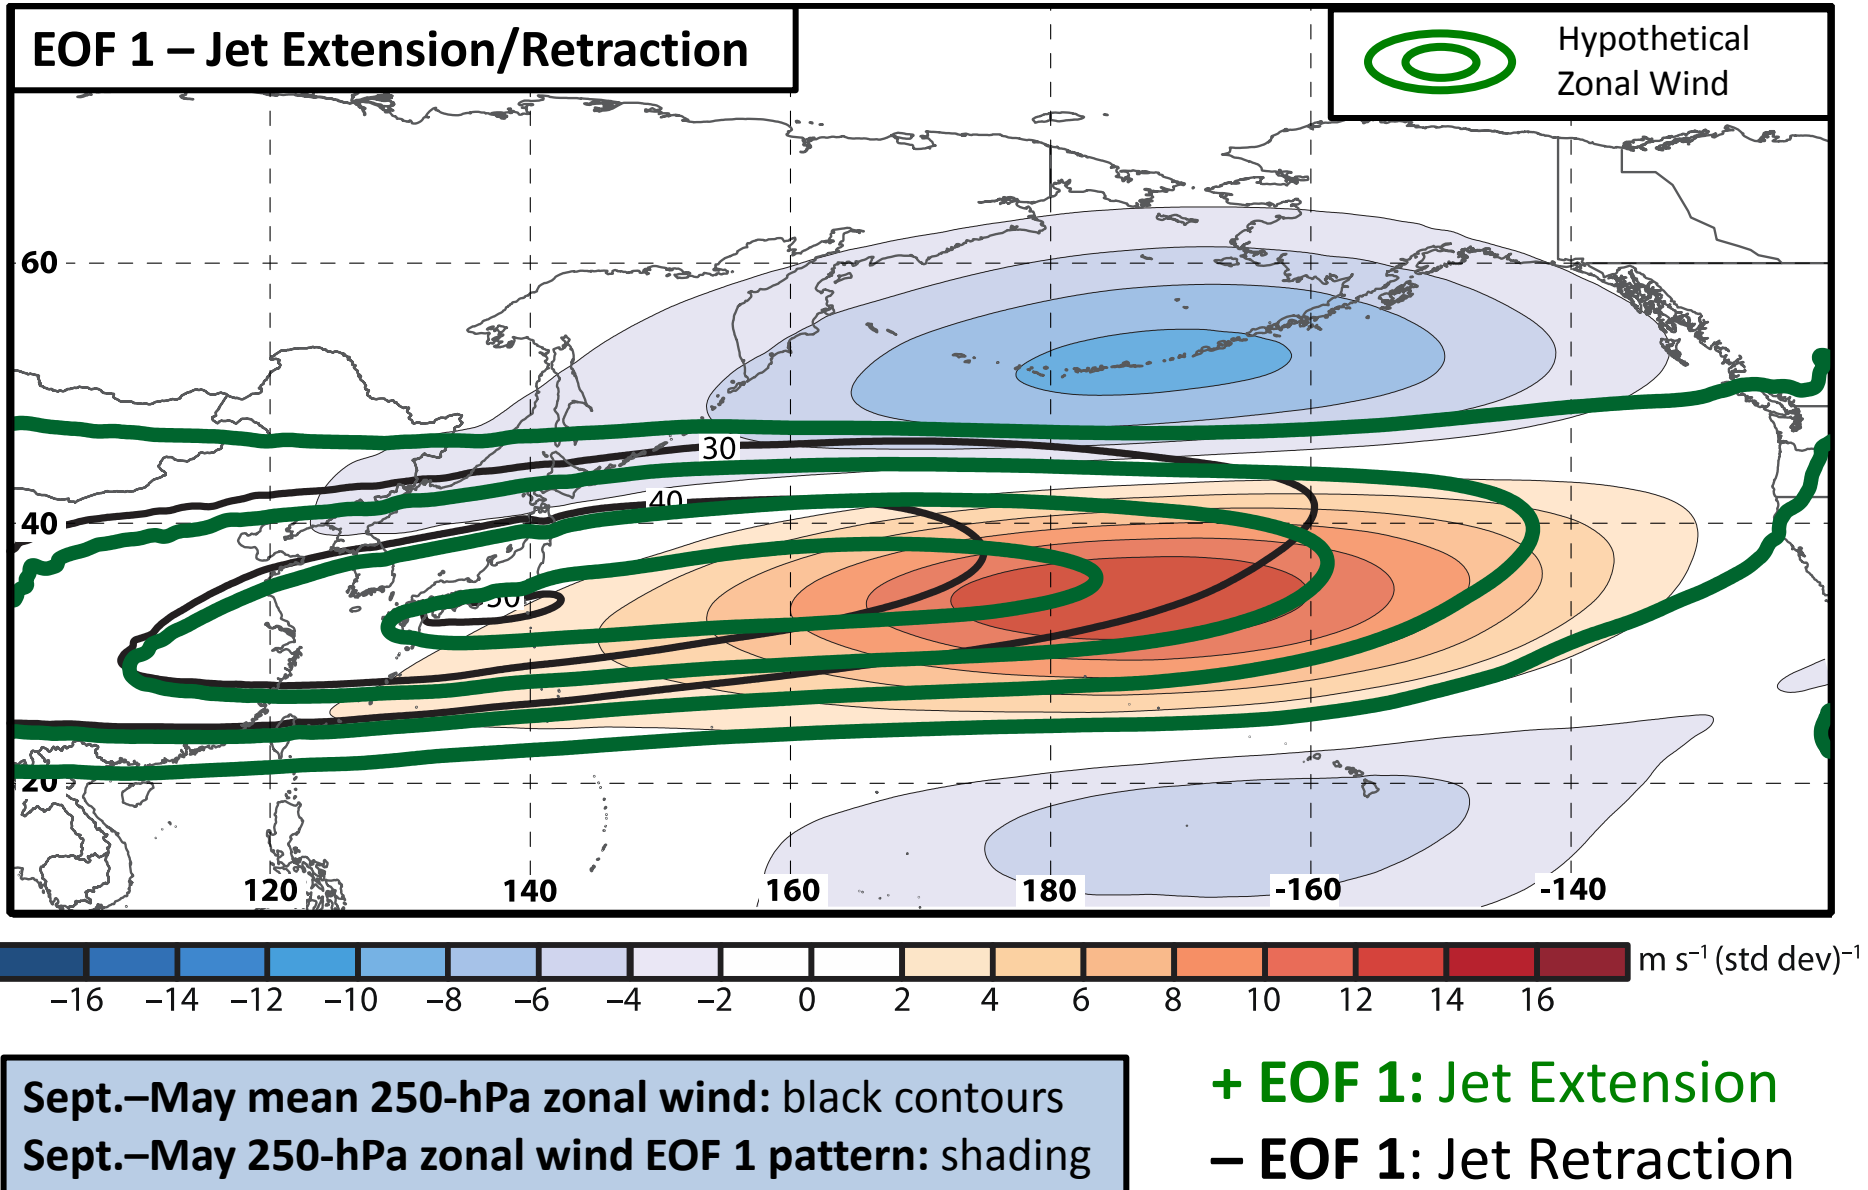 EOF 1 – Jet Extension/Retraction
Hypothetical
Zonal Wind
60
30
40
40
50
20
120 140 160 180 -160 -140
−16 −14 −12 −10 −8 −6 −4 −2 0 2 4 6 8 10 12 14 16
m s⁻¹ (std dev)⁻¹
Sept.–May mean 250-hPa zonal wind: black contours
Sept.–May 250-hPa zonal wind EOF 1 pattern: shading
+ EOF 1: Jet Extension
– EOF 1: Jet Retraction